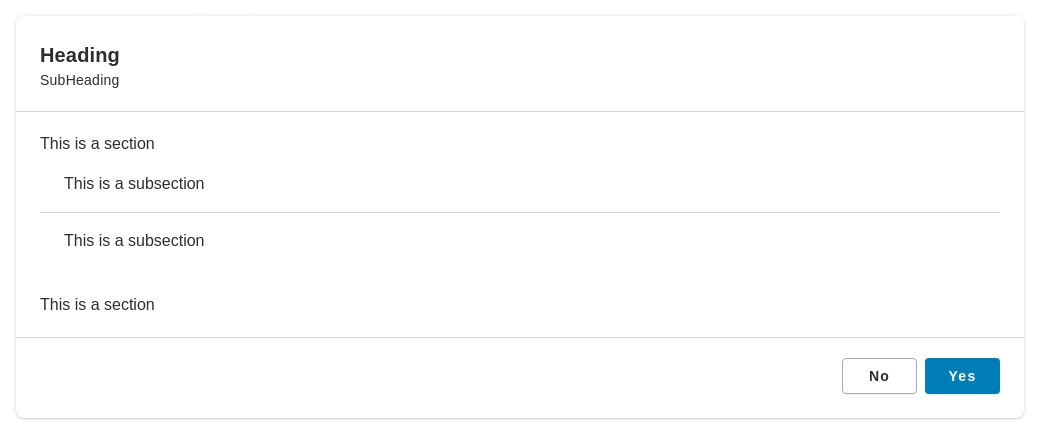 Heading
SubHeading
This is a section
This is a subsection
This is a subsection
This is a section
No
Yes